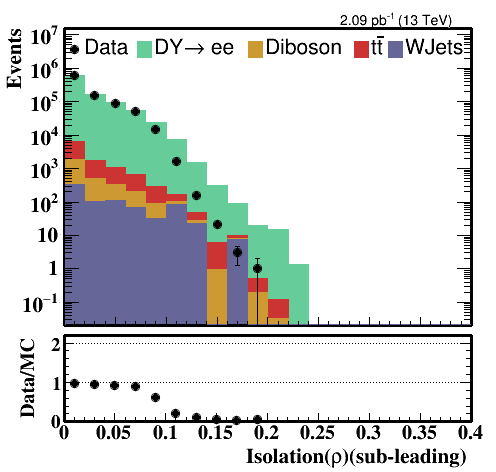 2.09 pb⁻¹ (13 TeV)
Events
Data DY→ ee Diboson tt̄ WJets
10⁷
10⁶
10⁵
10⁴
10³
10²
10
1
10⁻¹
Data/MC
2
1
0
0 0.05 0.1 0.15 0.2 0.25 0.3 0.35 0.4
Isolation(ρ)(sub-leading)